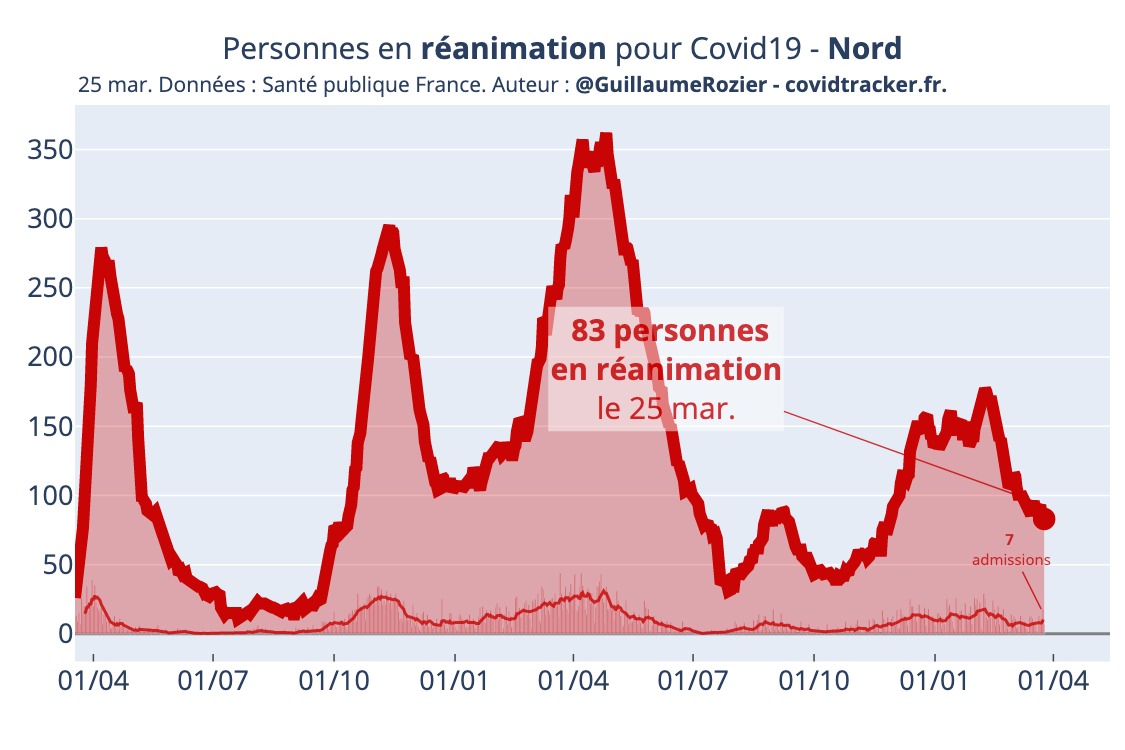 Personnes en réanimation pour Covid19 - Nord
25 mar. Données : Santé publique France. Auteur : @GuillaumeRozier - covidtracker.fr.
350
300
250
200
150
100
50
0
83 personnes
en réanimation
le 25 mar.
7
admissions
01/04 01/07 01/10 01/01 01/04 01/07 01/10 01/01 01/04